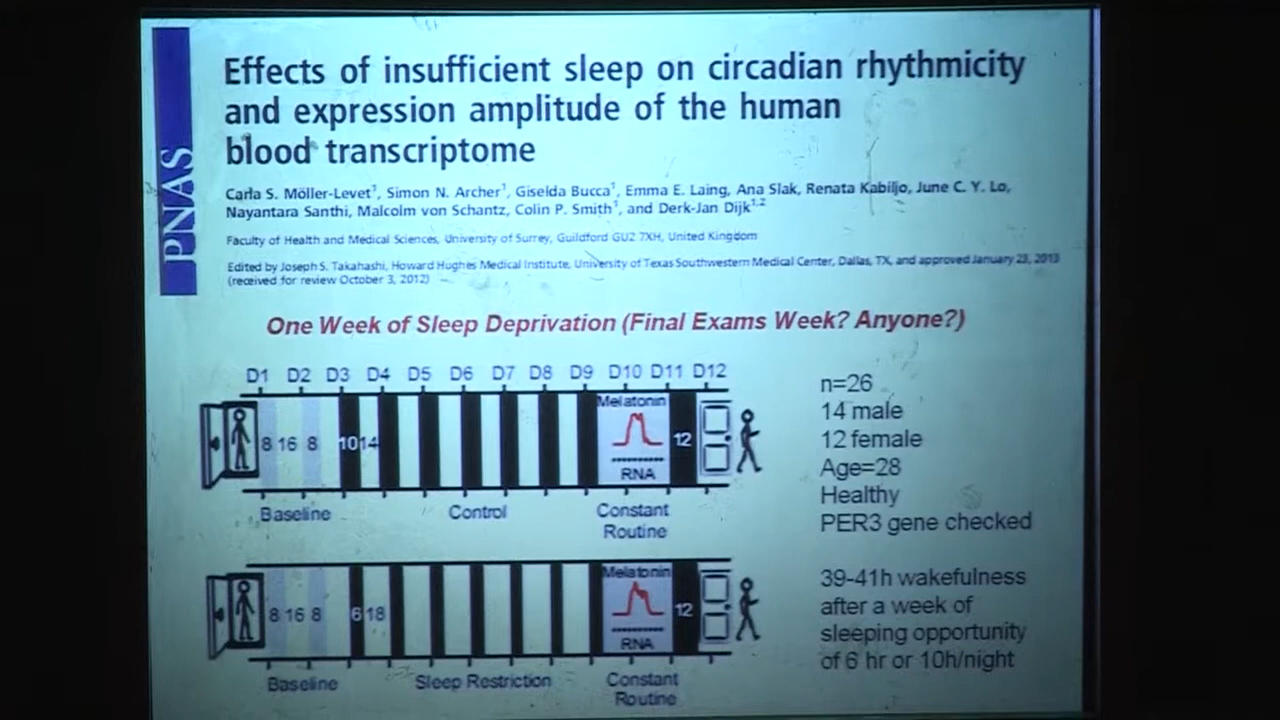 PNAS
Effects of insufficient sleep on circadian rhythmicity
and expression amplitude of the human
blood transcriptome
Carla S. Möller-Levet¹, Simon N. Archer¹, Giselda Bucca¹, Emma E. Laing, Ana Slak, Renata Kabiljo, June C. Y. Lo,
Nayantara Santhi, Malcolm von Schantz, Colin P. Smith¹, and Derk-Jan Dijk¹,²
Faculty of Health and Medical Sciences, University of Surrey, Guildford GU2 7XH, United Kingdom
Edited by Joseph S. Takahashi, Howard Hughes Medical Institute, University of Texas Southwestern Medical Center, Dallas, TX, and approved January 23, 2013
(received for review October 3, 2012)
One Week of Sleep Deprivation (Final Exams Week? Anyone?)
D1 D2 D3 D4 D5 D6 D7 D8 D9 D10 D11 D12
Melatonin
8 16 8 10 14 12
RNA
Baseline Control Constant
Routine
Melatonin
8 16 8 6 18 12
RNA
Baseline Sleep Restriction Constant
Routine
n=26
14 male
12 female
Age=28
Healthy
PER3 gene checked
39-41h wakefulness
after a week of
sleeping opportunity
of 6 hr or 10h/night